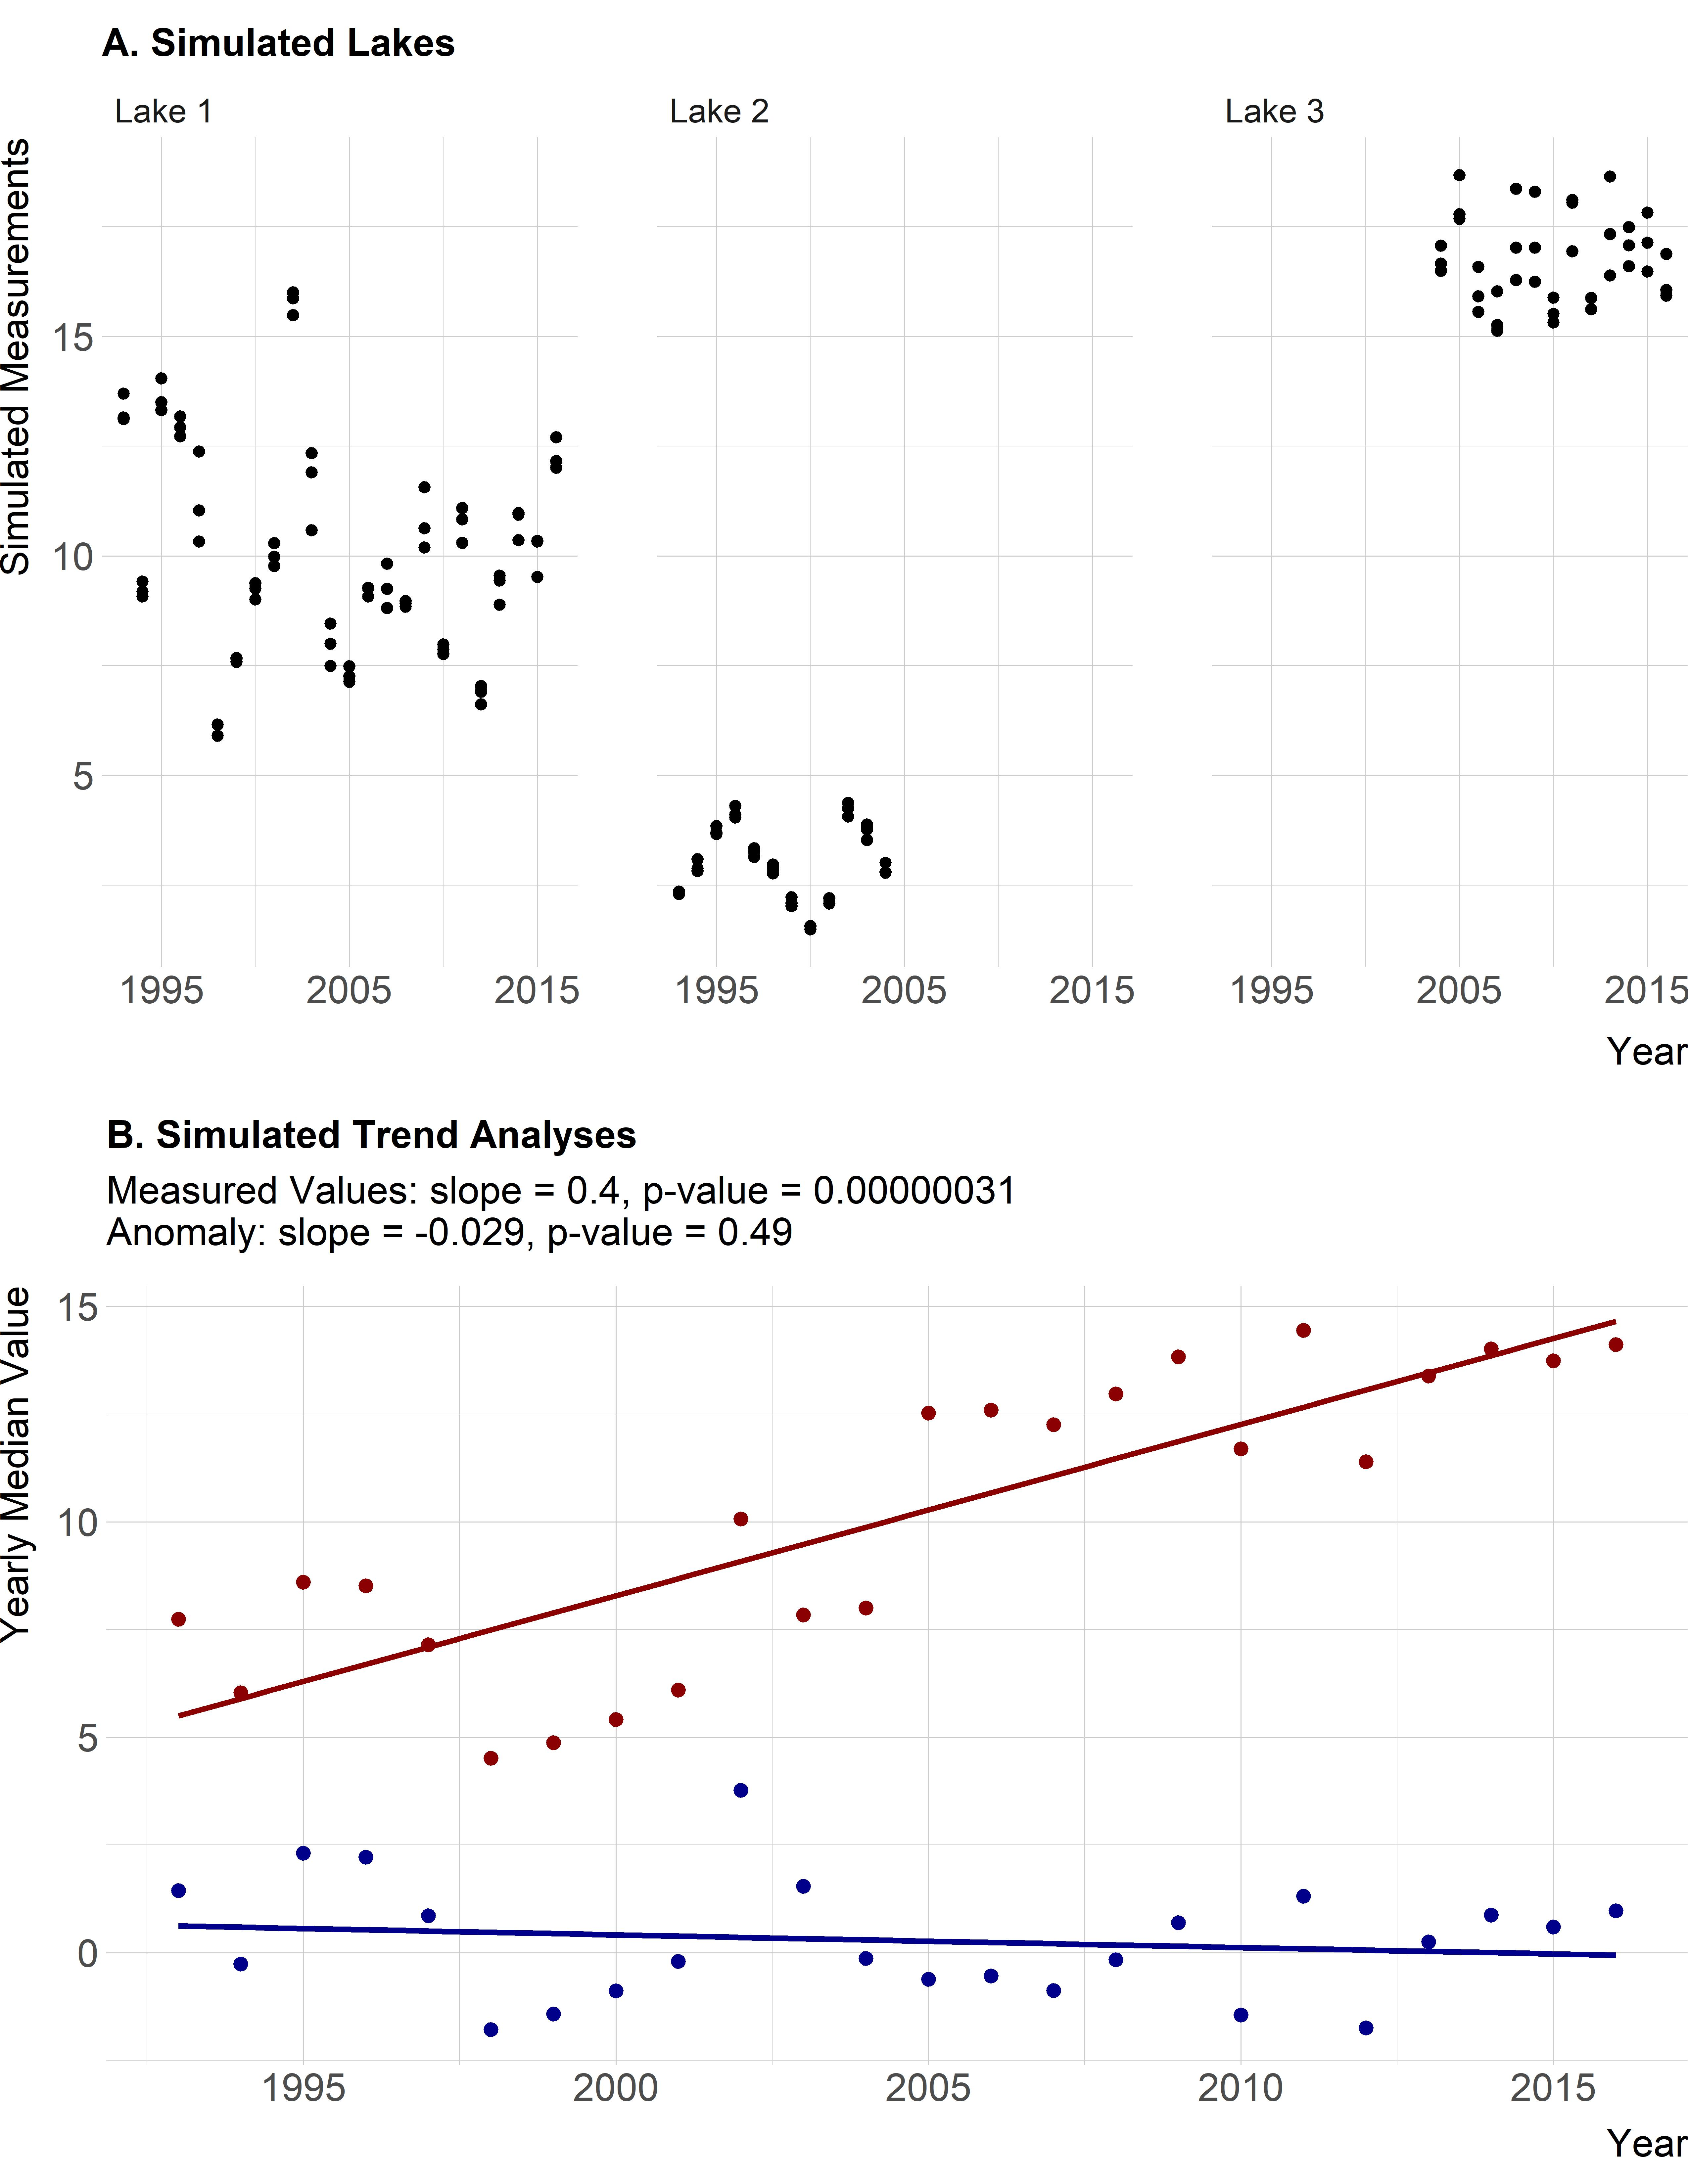 A. Simulated Lakes
Lake 1 Lake 2 Lake 3
Simulated Measurements
15
10
5
1995 2005 2015 1995 2005 2015 1995 2005 2015
Year
B. Simulated Trend Analyses
Measured Values: slope = 0.4, p-value = 0.00000031
Anomaly: slope = -0.029, p-value = 0.49
Yearly Median Value
15
10
5
0
1995 2000 2005 2010 2015
Year